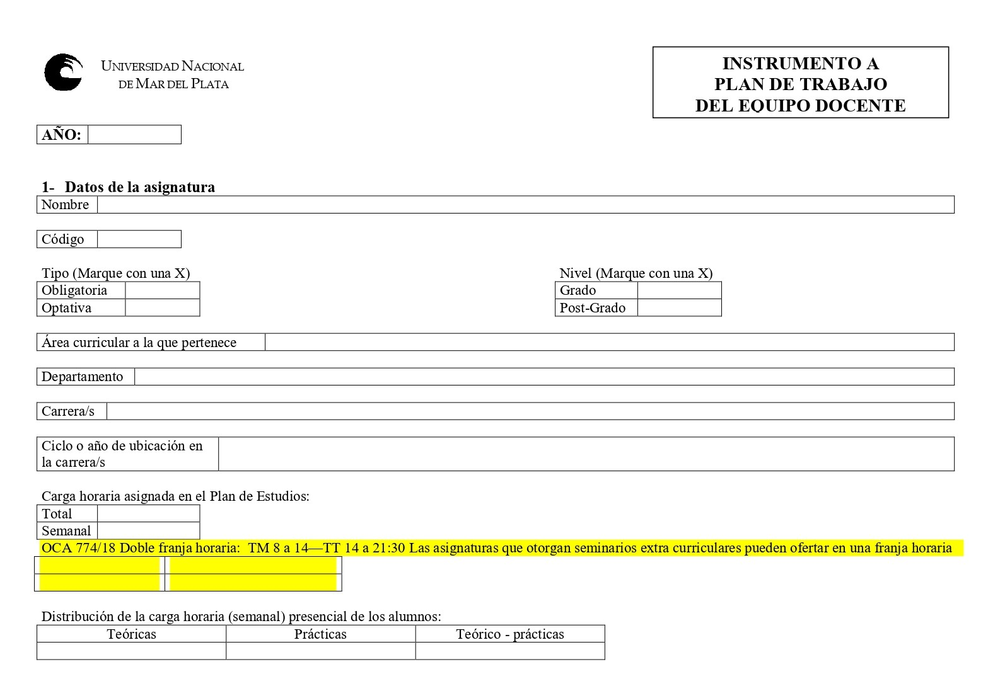 UNIVERSIDAD NACIONAL
DE MAR DEL PLATA
INSTRUMENTO A
PLAN DE TRABAJO
DEL EQUIPO DOCENTE
AÑO:
1- Datos de la asignatura
Nombre
Código
Tipo (Marque con una X)
Obligatoria
Optativa
Nivel (Marque con una X)
Grado
Post-Grado
Área curricular a la que pertenece
Departamento
Carrera/s
Ciclo o año de ubicación en
la carrera/s
Carga horaria asignada en el Plan de Estudios:
Total
Semanal
OCA 774/18 Doble franja horaria:  TM 8 a 14—TT 14 a 21:30 Las asignaturas que otorgan seminarios extra curriculares pueden ofertar en una franja horaria
Distribución de la carga horaria (semanal) presencial de los alumnos:
Teóricas Prácticas Teórico - prácticas